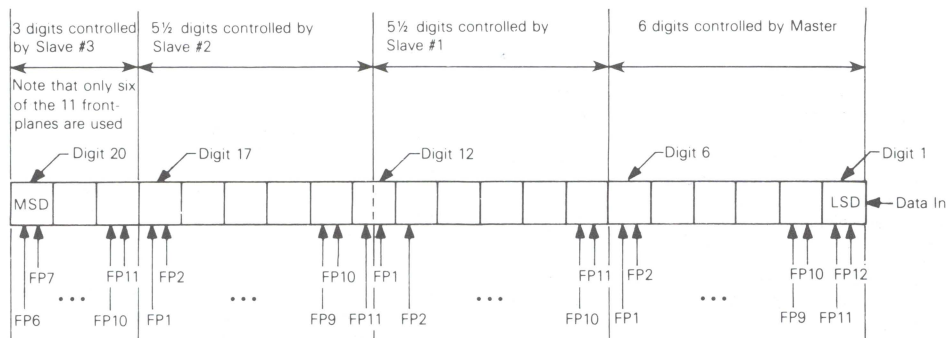 3 digits controlled
by Slave #3
5½ digits controlled by
Slave #2
5½ digits controlled by
Slave #1
6 digits controlled by Master
Note that only six
of the 11 front-
planes are used
Digit 20
Digit 17
Digit 12
Digit 6
Digit 1
MSD
LSD
Data In
FP7
FP11
FP2
FP10
FP1
FP11
FP2
FP10
FP12
FP6
•••
FP10
FP1
•••
FP9
FP11
FP2
•••
FP10
FP1
•••
FP9
FP11